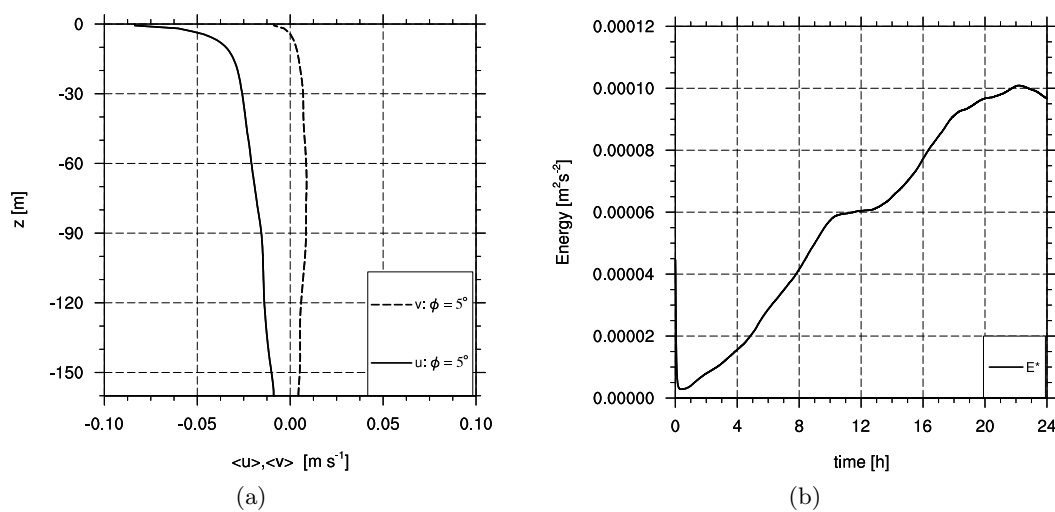 0
-30
-60
-90
-120
-150
z [m]
v: ϕ = 5°
u: ϕ = 5°
-0.10 -0.05 0.00 0.05 0.10
<u>,<v> [m s⁻¹]
(a)
0.00012
0.00010
0.00008
0.00006
0.00004
0.00002
0.00000
Energy [m²s⁻²]
E*
0 4 8 12 16 20 24
time [h]
(b)